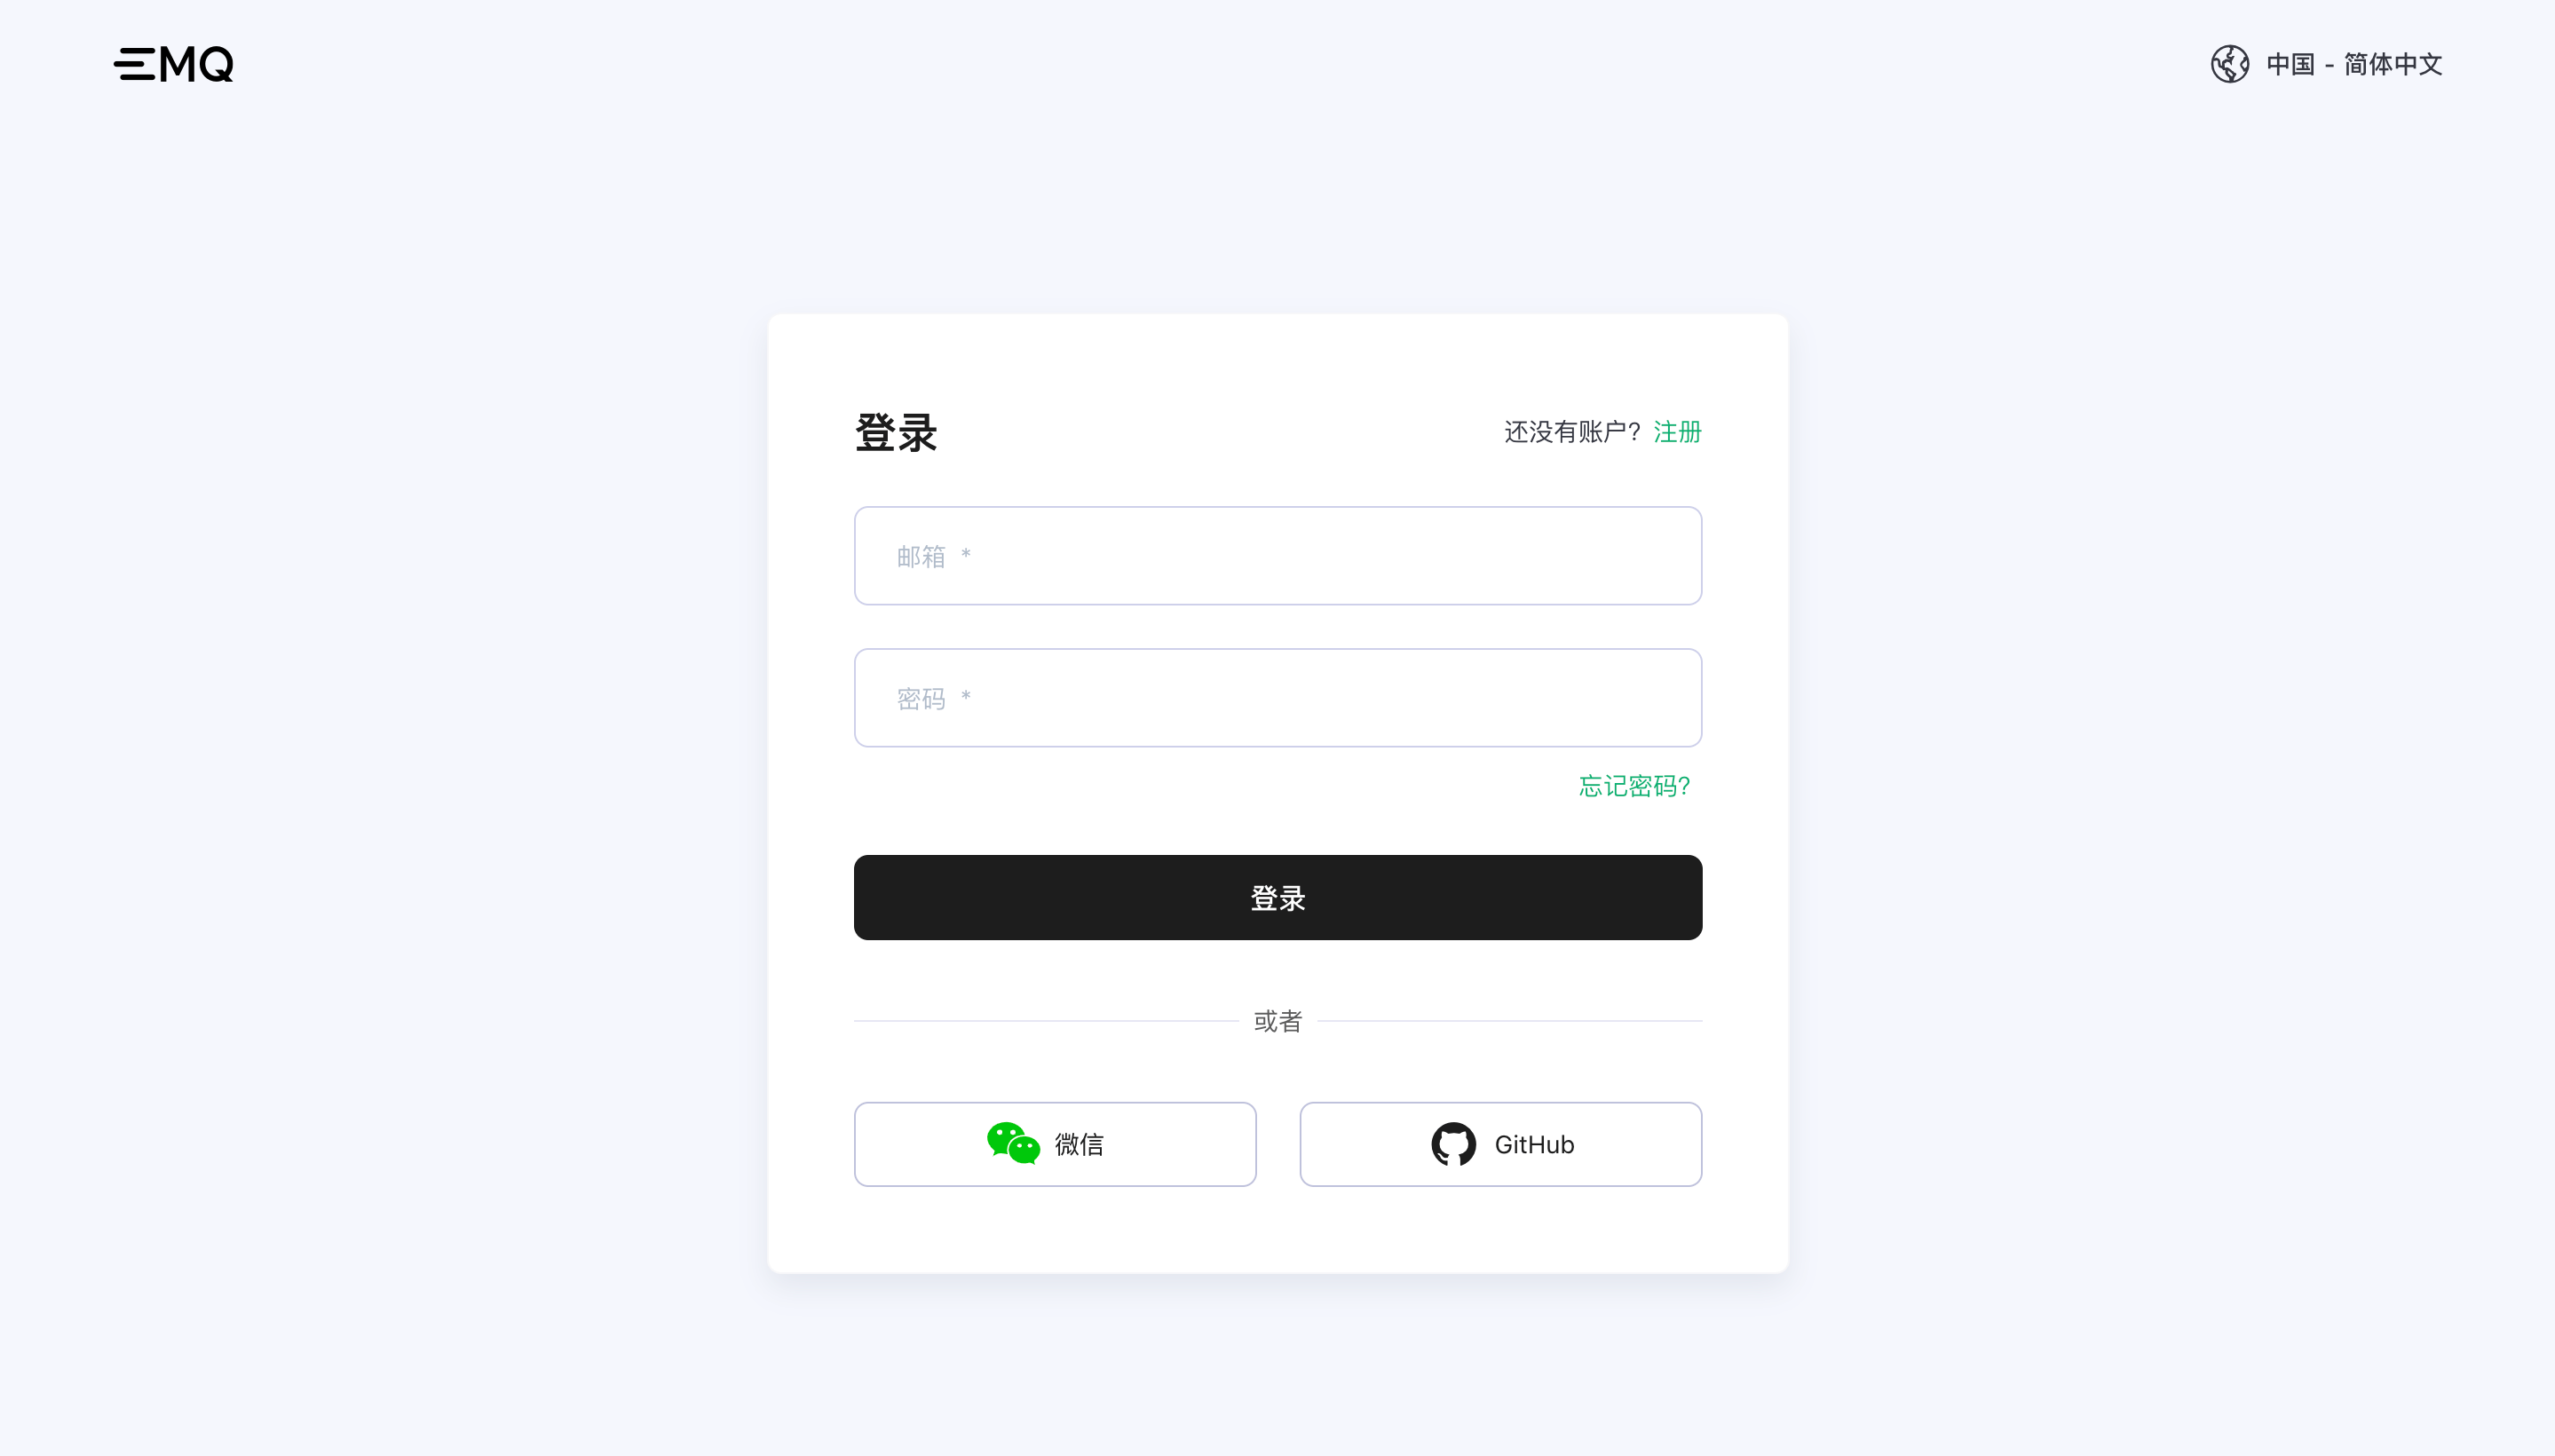 EMQ
中国 - 简体中文
登录
还没有账户? 注册
邮箱 *
密码 *
忘记密码?
登录
或者
微信
GitHub